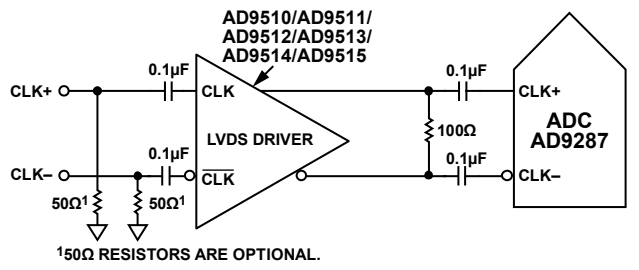 AD9510/AD9511/
AD9512/AD9513/
AD9514/AD9515
0.1µF
0.1µF
CLK+
CLK
CLK+
LVDS DRIVER
100Ω
ADC
AD9287
0.1µF
0.1µF
CLK–
CLK
CLK–
50Ω1
50Ω1
150Ω RESISTORS ARE OPTIONAL.